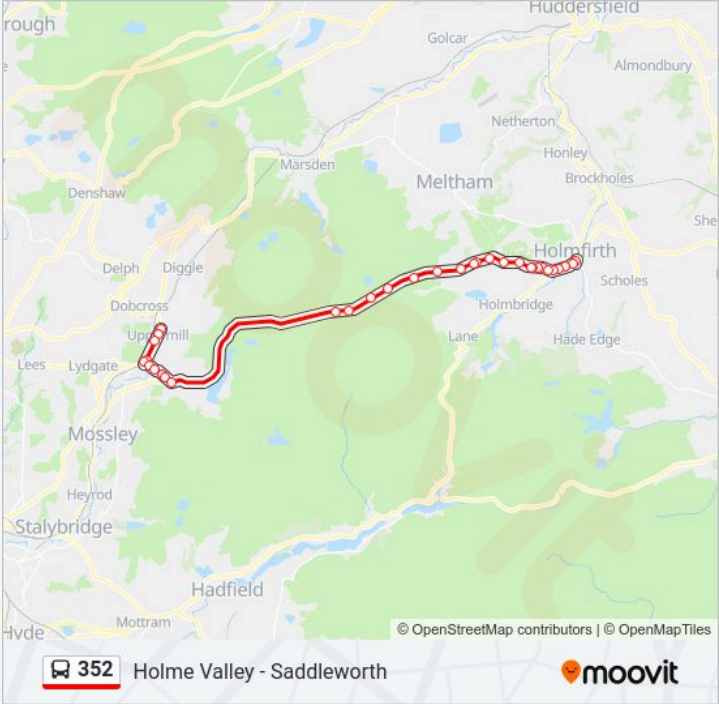 Huddersfield
rough
Golcar
Almondbury
Netherton
Marsden
Honley
Meltham
Brockholes
Denshaw
She
Holmfirth
Delph
Diggle
Scholes
Dobcross
Holmbridge
Uppermill
Lane
Hade Edge
Lees
Lydgate
Mossley
Heyrod
Stalybridge
Hadfield
Mottram
Hyde
© OpenStreetMap contributors | © OpenMapTiles
352 Holme Valley - Saddleworth
moovit